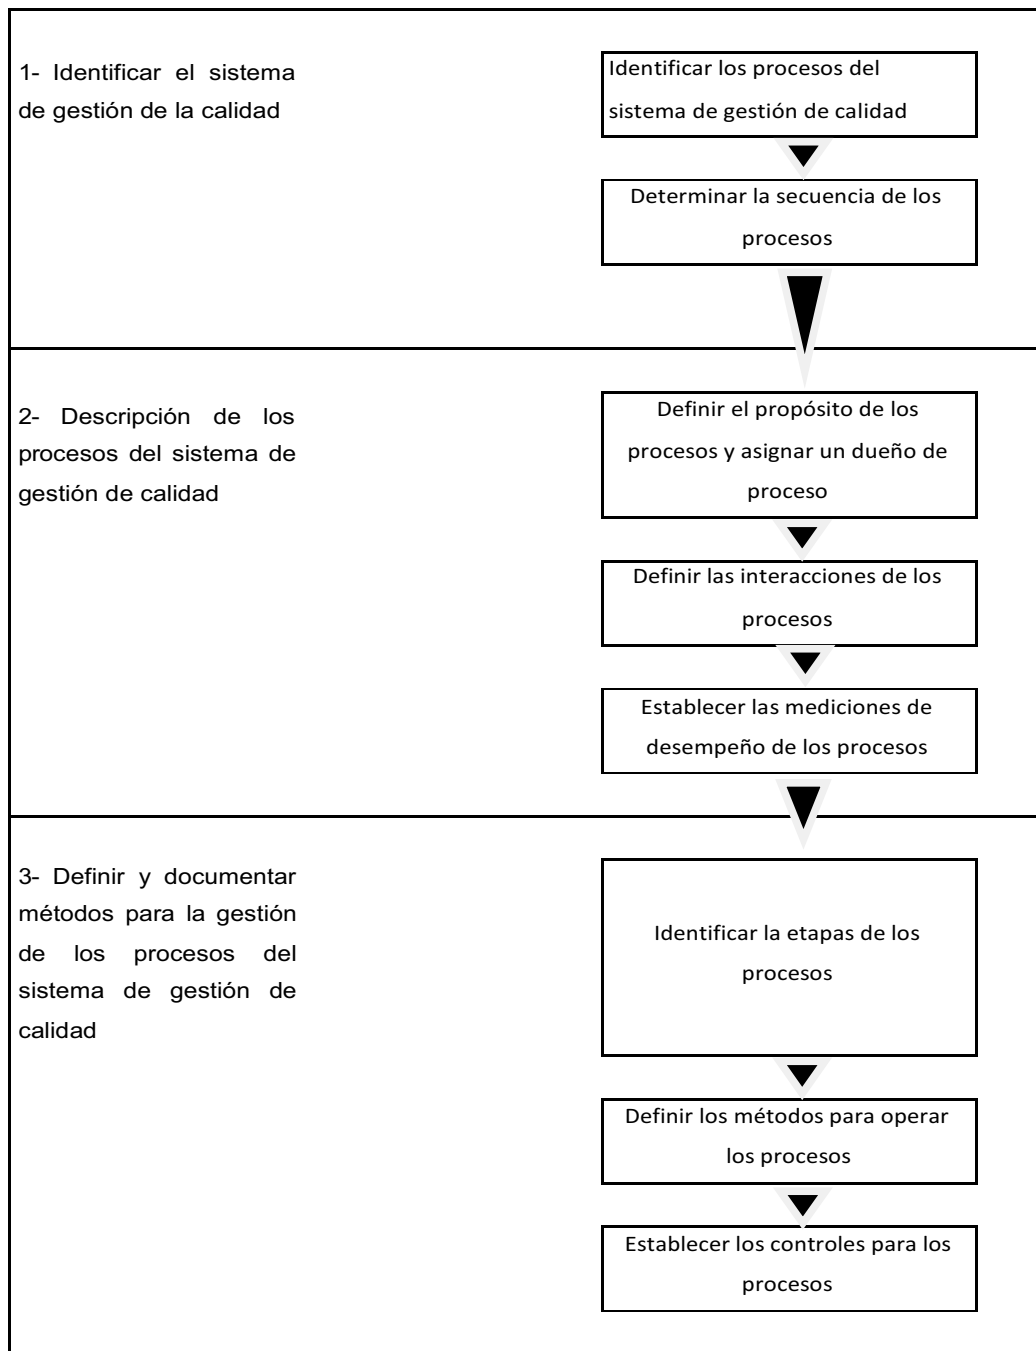 1- Identificar el sistema
de gestión de la calidad
Identificar los procesos del
sistema de gestión de calidad
Determinar la secuencia de los
procesos
2- Descripción de los
procesos del sistema de
gestión de calidad
Definir el propósito de los
procesos y asignar un dueño de
proceso
Definir las interacciones de los
procesos
Establecer las mediciones de
desempeño de los procesos
3- Definir y documentar
métodos para la gestión
de los procesos del
sistema de gestión de
calidad
Identificar la etapas de los
procesos
Definir los métodos para operar
los procesos
Establecer los controles para los
procesos